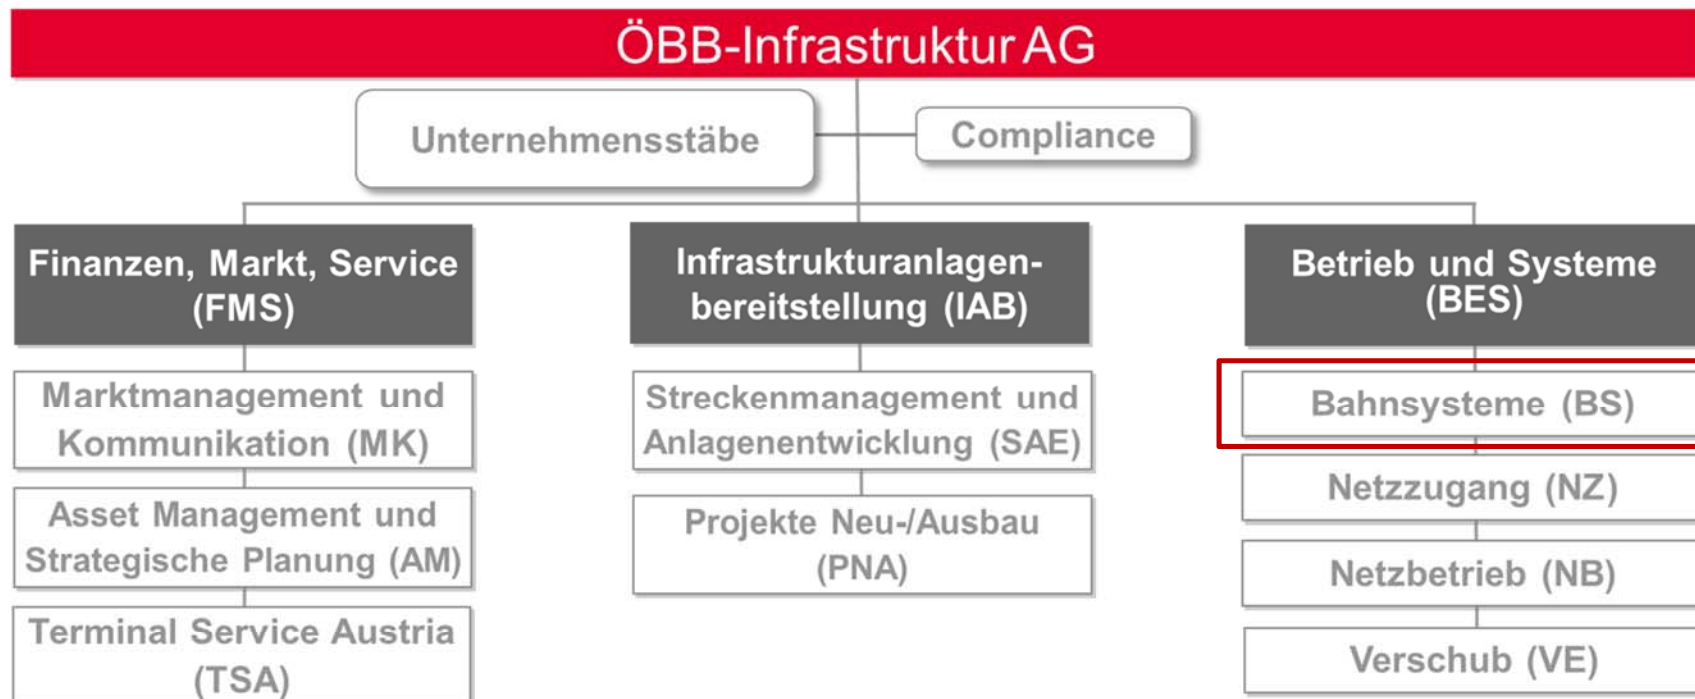 ÖBB-Infrastruktur AG
Unternehmensstäbe
Compliance
Finanzen, Markt, Service
(FMS)
Marktmanagement und
Kommunikation (MK)
Asset Management und
Strategische Planung (AM)
Terminal Service Austria
(TSA)
Infrastrukturanlagen-
bereitstellung (IAB)
Streckenmanagement und
Anlagenentwicklung (SAE)
Projekte Neu-/Ausbau
(PNA)
Betrieb und Systeme
(BES)
Bahnsysteme (BS)
Netzzugang (NZ)
Netzbetrieb (NB)
Verschub (VE)